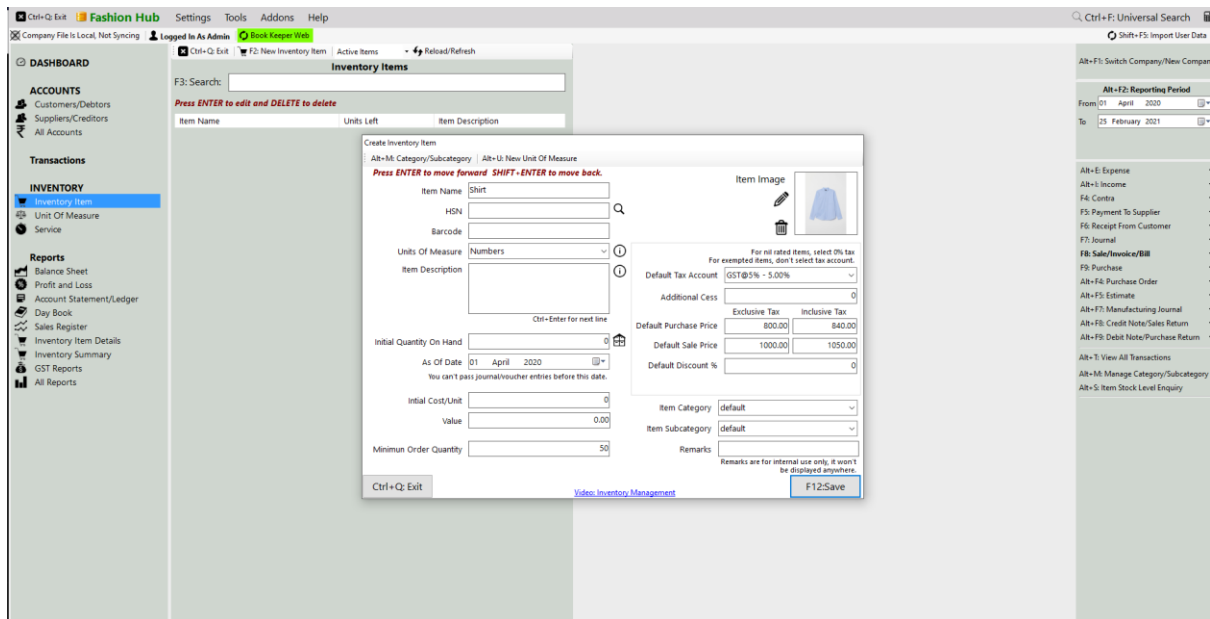 Ctrl+Q: Exit Fashion Hub Settings Tools Addons Help Ctrl+F: Universal Search
Company File Is Local, Not Syncing Logged In As Admin Book Keeper Web Shift+F5: Import User Data
DASHBOARD
ACCOUNTS
Customers/Debtors
Suppliers/Creditors
All Accounts
Transactions
INVENTORY
Inventory Item
Unit Of Measure
Service
Reports
Balance Sheet
Profit and Loss
Account Statement/Ledger
Day Book
Sales Register
Inventory Item Details
Inventory Summary
GST Reports
All Reports
Ctrl+Q: Exit F2: New Inventory Item Active Items Reload/Refresh
Inventory Items
F3: Search:
Press ENTER to edit and DELETE to delete
Item Name Units Left Item Description
Create Inventory Item
Alt+M: Category/Subcategory Alt+U: New Unit Of Measure
Press ENTER to move forward SHIFT+ENTER to move back.
Item Name Shirt
HSN
Barcode
Units Of Measure Numbers
Item Description
Ctrl+Enter for next line
Initial Quantity On Hand 0
As Of Date 01 April 2020
You can't pass journal/voucher entries before this date.
Intial Cost/Unit 0
Value 0.00
Minimun Order Quantity 50
Item Image
For nil rated items, select 0% tax
For exempted items, don't select tax account.
Default Tax Account GST@5% - 5.00%
Additional Cess 0
Exclusive Tax Inclusive Tax
Default Purchase Price 800.00 840.00
Default Sale Price 1000.00 1050.00
Default Discount % 0
Item Category default
Item Subcategory default
Remarks
Remarks are for internal use only, it won't
be displayed anywhere.
Ctrl+Q: Exit Video: Inventory Management F12:Save
Alt+F1: Switch Company/New Compan
Alt+F2: Reporting Period
From 01 April 2020
To 25 February 2021
Alt+E: Expense
Alt+I: Income
F4: Contra
F5: Payment To Supplier
F6: Receipt From Customer
F7: Journal
F8: Sale/Invoice/Bill
F9: Purchase
Alt+F4: Purchase Order
Alt+F5: Estimate
Alt+F7: Manufacturing Journal
Alt+F8: Credit Note/Sales Return
Alt+F9: Debit Note/Purchase Return
Alt+T: View All Transactions
Alt+M: Manage Category/Subcategory
Alt+S: Item Stock Level Enquiry